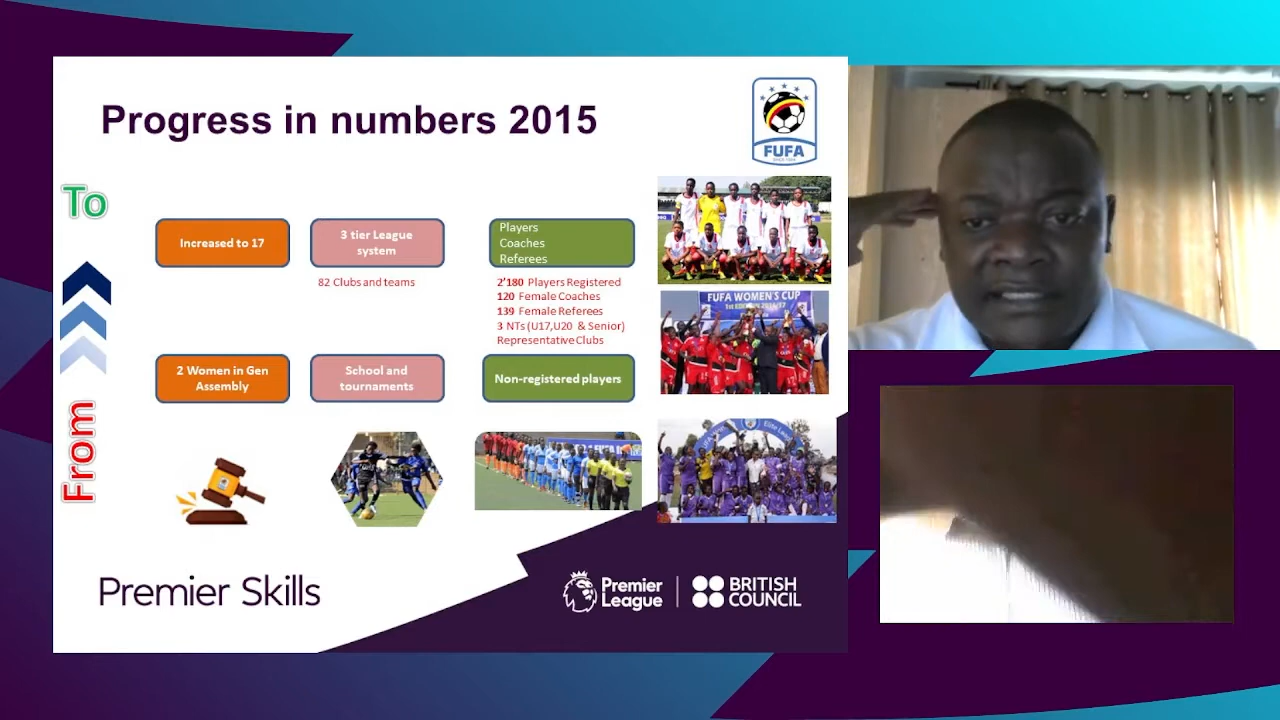 Progress in numbers 2015
FUFA
To
Increased to 17
3 tier League
system
82 Clubs and teams
Players
Coaches
Referees
2'180 Players Registered
120 Female Coaches
139 Female Referees
3 NTs (U17,U20 & Senior)
Representative Clubs
From
2 Women in Gen
Assembly
School and
tournaments
Non-registered players
FUFA WOMEN'S CUP
Premier Skills
Premier
League
BRITISH
COUNCIL